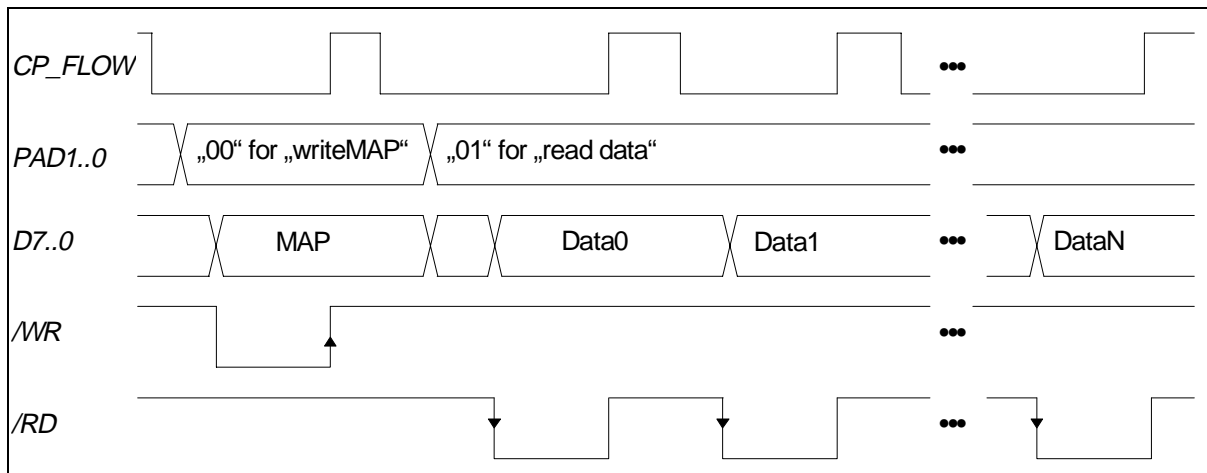 CP_FLOW
PAD1..0 „00“ for „writeMAP“ „01“ for „read data“
D7..0 MAP Data0 Data1 DataN
/WR
/RD